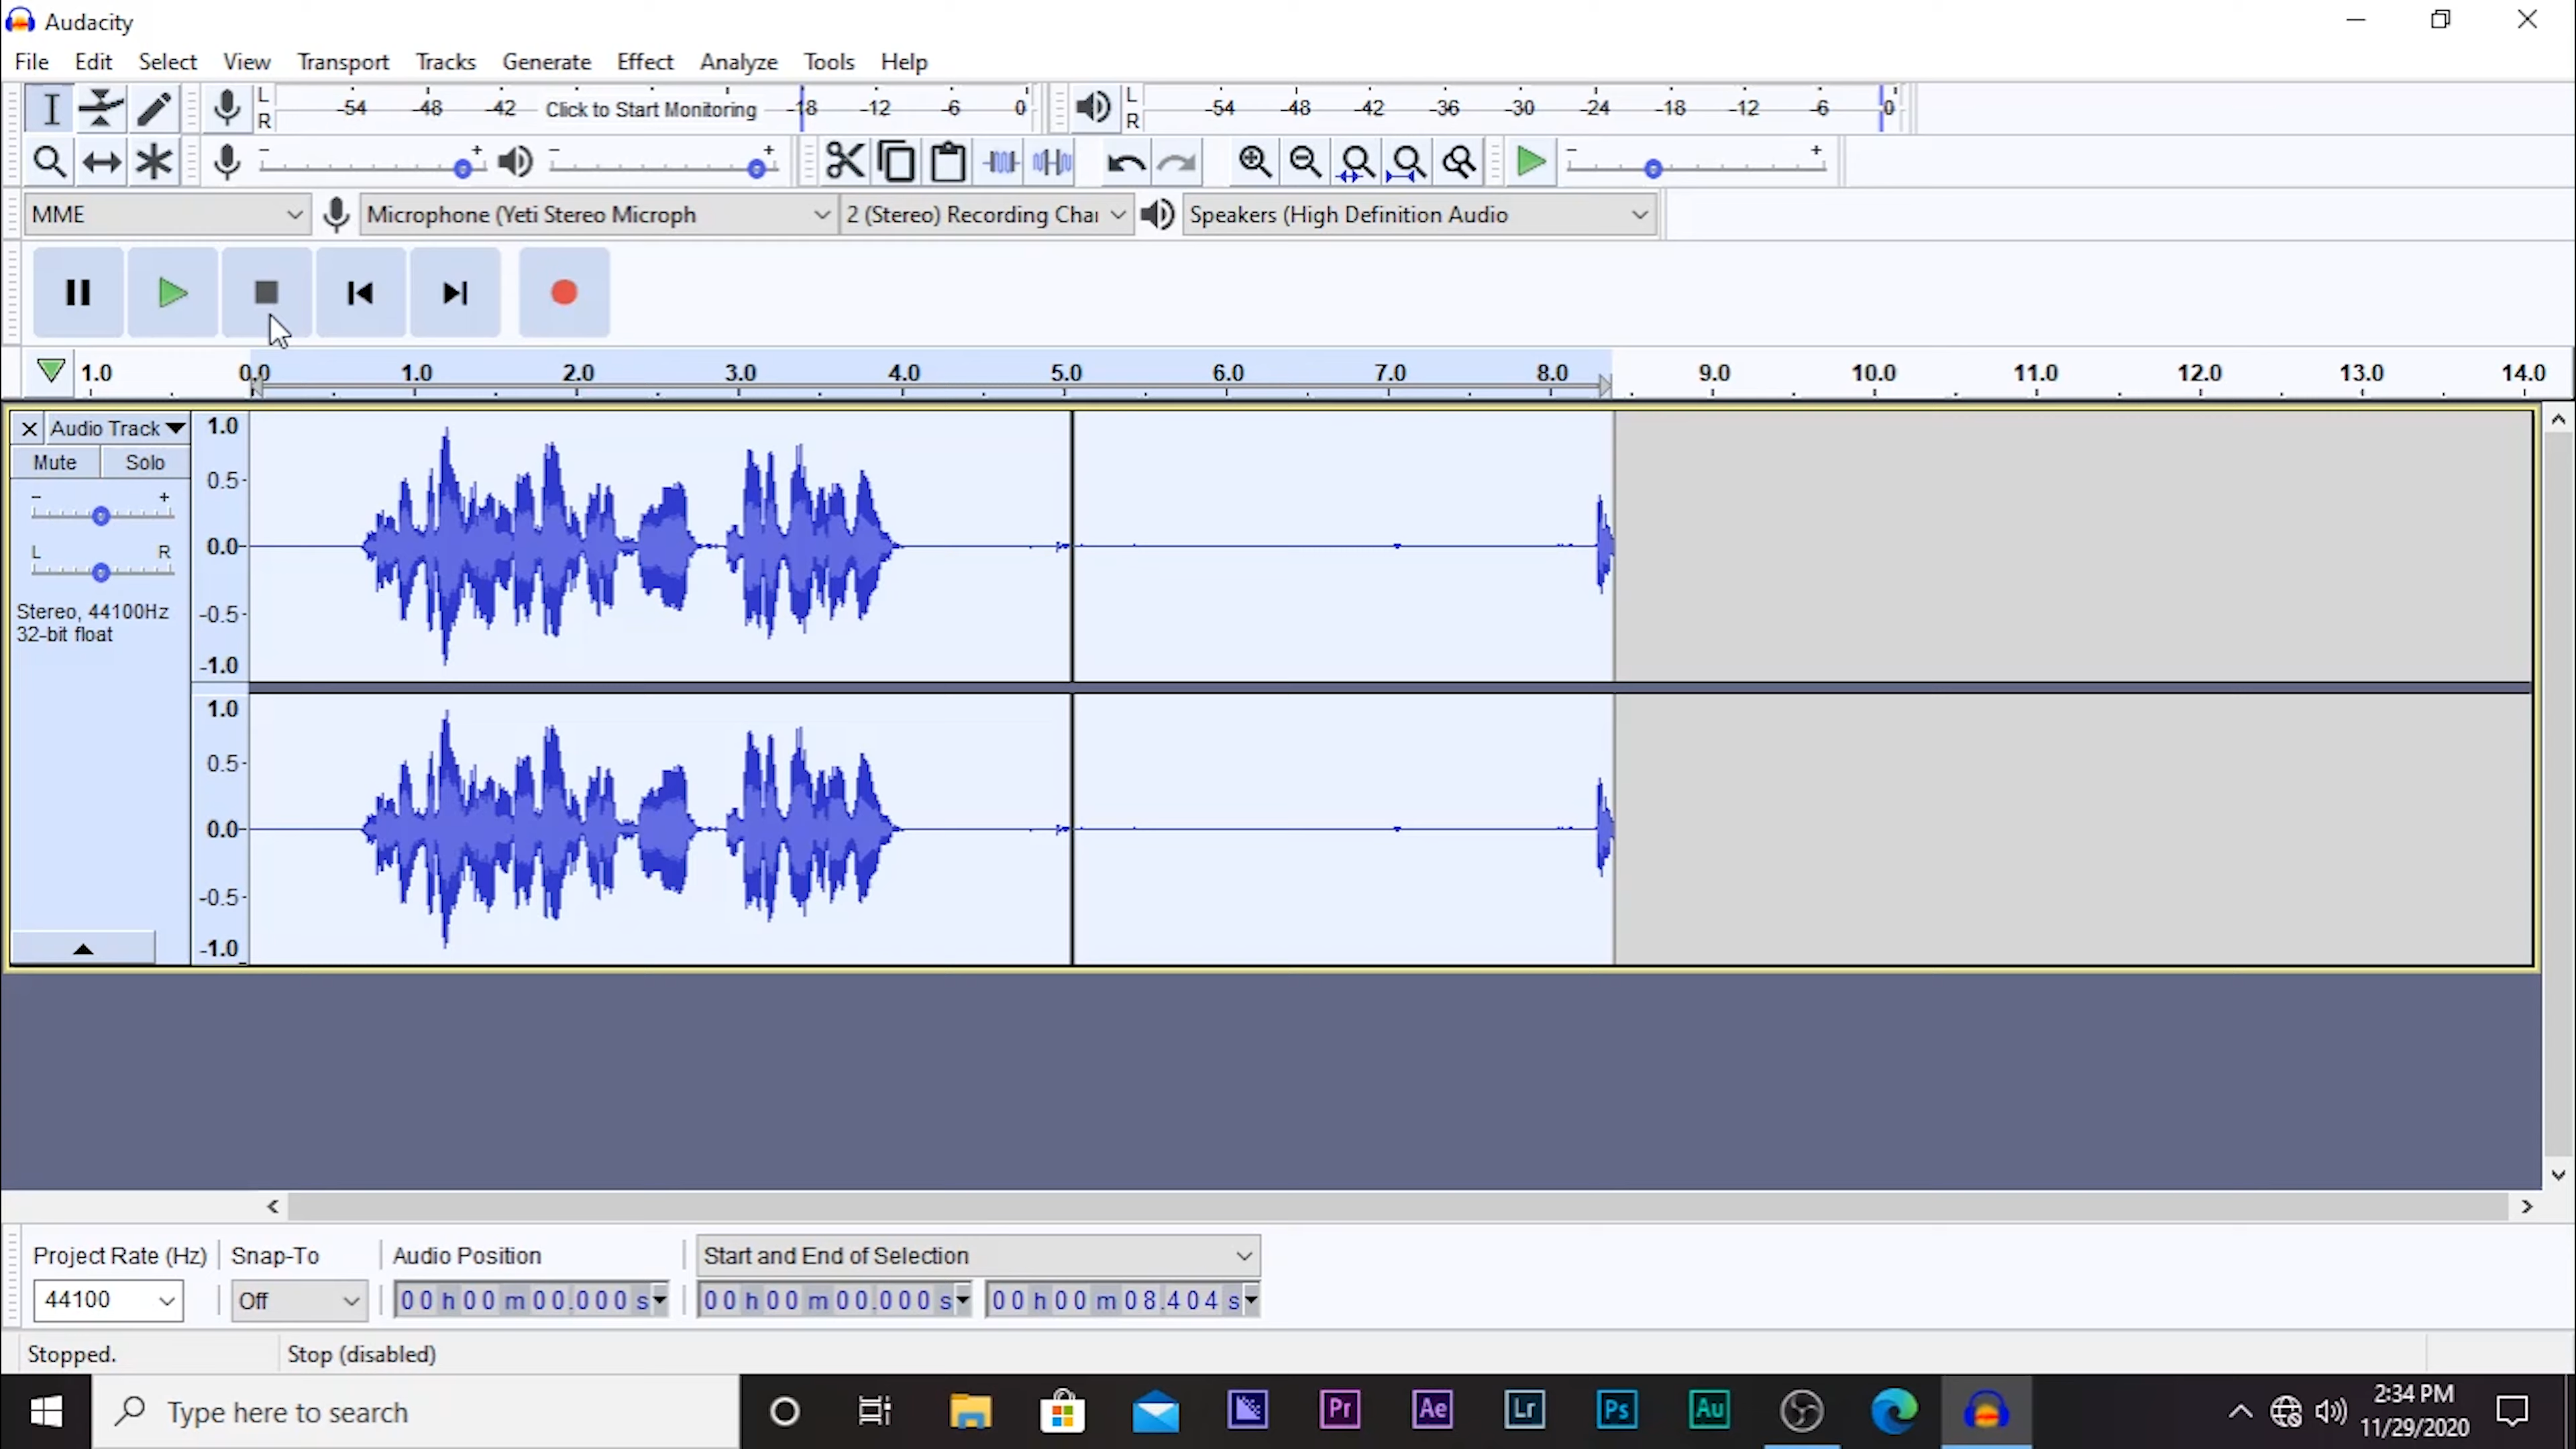 Audacity
File Edit Select View Transport Tracks Generate Effect Analyze Tools Help
L R -54 -48 -42 Click to Start Monitoring -18 -12 -6 0 L R -54 -48 -42 -36 -30 -24 -18 -12 -6 0
- + - + - +
MME Microphone (Yeti Stereo Microph 2 (Stereo) Recording Chai Speakers (High Definition Audio
1.0 0.0 1.0 2.0 3.0 4.0 5.0 6.0 7.0 8.0 9.0 10.0 11.0 12.0 13.0 14.0
Audio Track 1.0
Mute Solo
0.5
- +
0.0
L R
Stereo, 44100Hz
-0.5
32-bit float
-1.0
1.0
0.5
0.0
-0.5
-1.0
Project Rate (Hz) Snap-To Audio Position Start and End of Selection
44100 Off 00 h 00 m 00.000 s 00 h 00 m 00.000 s 00 h 00 m 08.404 s
Stopped. Stop (disabled)
Type here to search Pr Ae Lr Ps Au 2:34 PM
11/29/2020